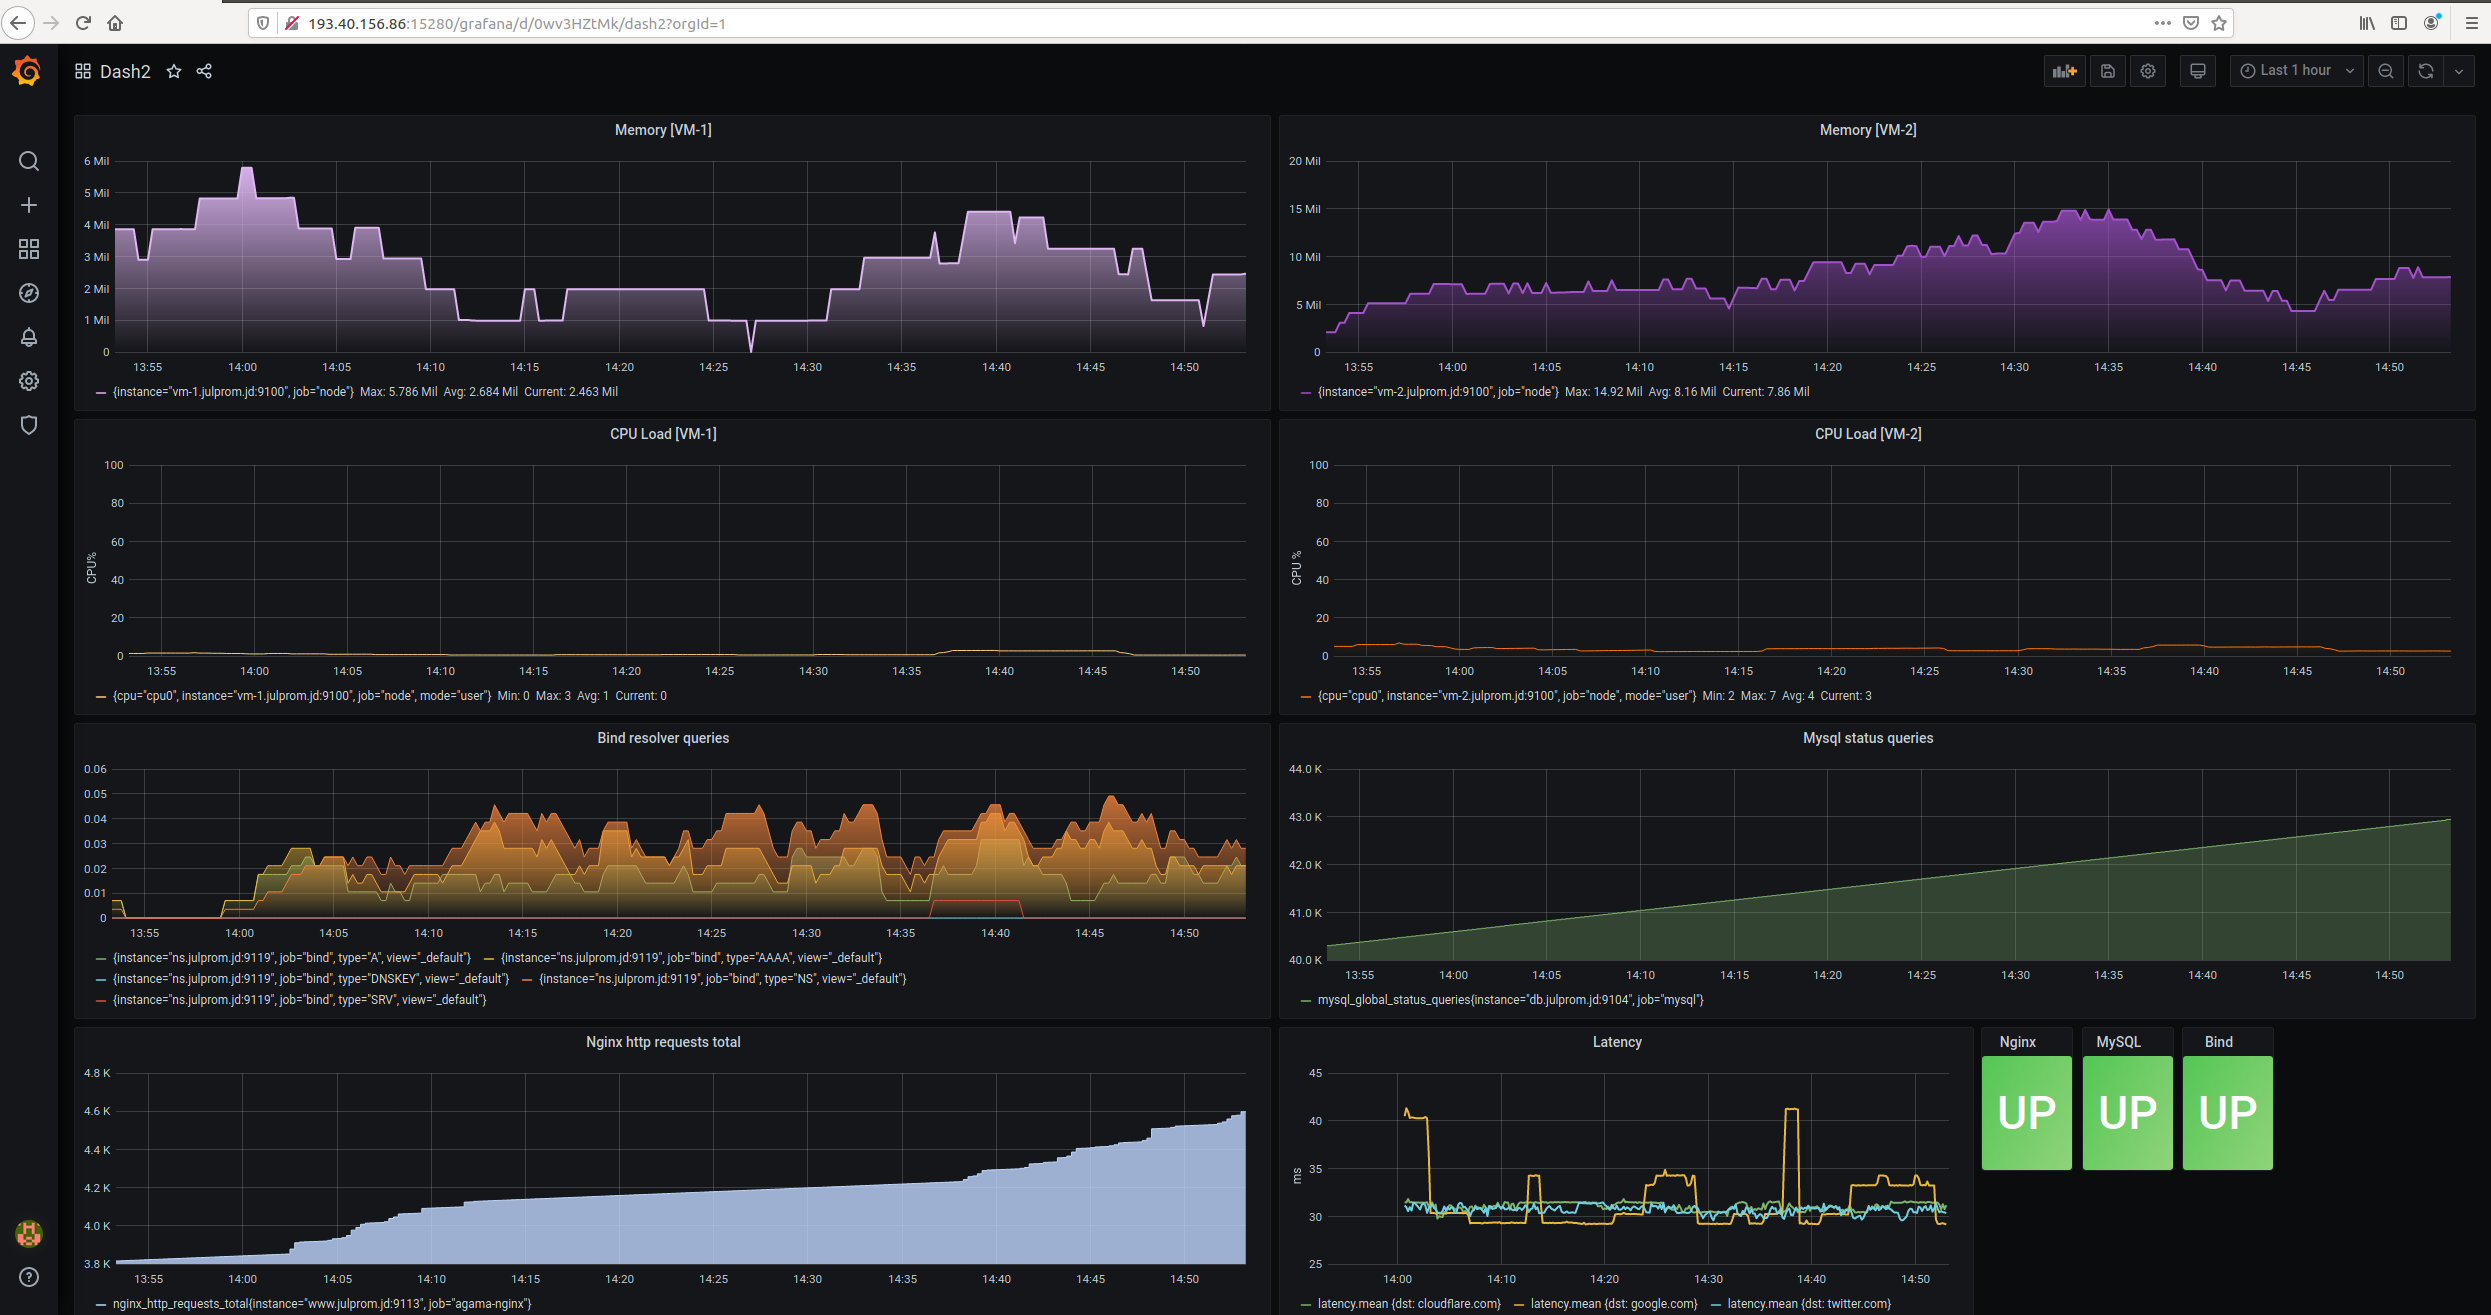 193.40.156.86:15280/grafana/d/0wv3HZtMk/dash2?orgId=1
Dash2
Last 1 hour
Memory [VM-1]
6 Mil
5 Mil
4 Mil
3 Mil
2 Mil
1 Mil
0
13:55 14:00 14:05 14:10 14:15 14:20 14:25 14:30 14:35 14:40 14:45 14:50
{instance="vm-1.julprom.jd:9100", job="node"} Max: 5.786 Mil Avg: 2.684 Mil Current: 2.463 Mil
Memory [VM-2]
20 Mil
15 Mil
10 Mil
5 Mil
0
13:55 14:00 14:05 14:10 14:15 14:20 14:25 14:30 14:35 14:40 14:45 14:50
{instance="vm-2.julprom.jd:9100", job="node"} Max: 14.92 Mil Avg: 8.16 Mil Current: 7.86 Mil
CPU Load [VM-1]
CPU%
100
80
60
40
20
0
13:55 14:00 14:05 14:10 14:15 14:20 14:25 14:30 14:35 14:40 14:45 14:50
{cpu="cpu0", instance="vm-1.julprom.jd:9100", job="node", mode="user"} Min: 0 Max: 3 Avg: 1 Current: 0
CPU Load [VM-2]
CPU %
100
80
60
40
20
0
13:55 14:00 14:05 14:10 14:15 14:20 14:25 14:30 14:35 14:40 14:45 14:50
{cpu="cpu0", instance="vm-2.julprom.jd:9100", job="node", mode="user"} Min: 2 Max: 7 Avg: 4 Current: 3
Bind resolver queries
0.06
0.05
0.04
0.03
0.02
0.01
0
13:55 14:00 14:05 14:10 14:15 14:20 14:25 14:30 14:35 14:40 14:45 14:50
{instance="ns.julprom.jd:9119", job="bind", type="A", view="_default"} {instance="ns.julprom.jd:9119", job="bind", type="AAAA", view="_default"}
{instance="ns.julprom.jd:9119", job="bind", type="DNSKEY", view="_default"} {instance="ns.julprom.jd:9119", job="bind", type="NS", view="_default"}
{instance="ns.julprom.jd:9119", job="bind", type="SRV", view="_default"}
Mysql status queries
44.0 K
43.0 K
42.0 K
41.0 K
40.0 K
13:55 14:00 14:05 14:10 14:15 14:20 14:25 14:30 14:35 14:40 14:45 14:50
mysql_global_status_queries{instance="db.julprom.jd:9104", job="mysql"}
Nginx http requests total
4.8 K
4.6 K
4.4 K
4.2 K
4.0 K
3.8 K
13:55 14:00 14:05 14:10 14:15 14:20 14:25 14:30 14:35 14:40 14:45 14:50
nginx_http_requests_total{instance="www.julprom.jd:9113", job="agama-nginx"}
Latency
ms
45
40
35
30
25
14:00 14:10 14:20 14:30 14:40 14:50
latency.mean {dst: cloudflare.com} latency.mean {dst: google.com} latency.mean {dst: twitter.com}
Nginx
UP
MySQL
UP
Bind
UP